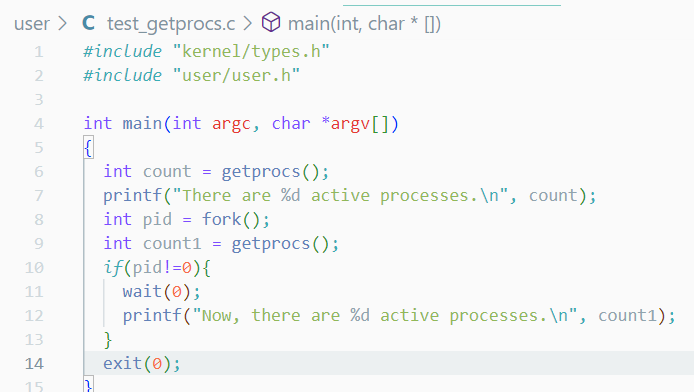 user > C test_getprocs.c > main(int, char * [])
1 #include "kernel/types.h"
2 #include "user/user.h"
3
4 int main(int argc, char *argv[])
5 {
6   int count = getprocs();
7   printf("There are %d active processes.\n", count);
8   int pid = fork();
9   int count1 = getprocs();
10   if(pid!=0){
11     wait(0);
12     printf("Now, there are %d active processes.\n", count1);
13   }
14   exit(0);
15 }